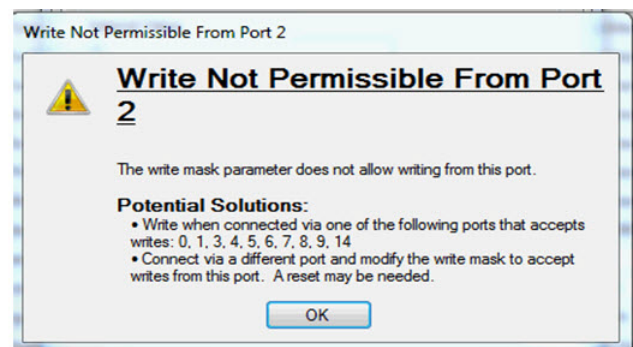 Write Not Permissible From Port 2
Write Not Permissible From Port
2
The write mask parameter does not allow writing from this port.
Potential Solutions:
• Write when connected via one of the following ports that accepts
writes: 0, 1, 3, 4, 5, 6, 7, 8, 9, 14
• Connect via a different port and modify the write mask to accept
writes from this port. A reset may be needed.
OK